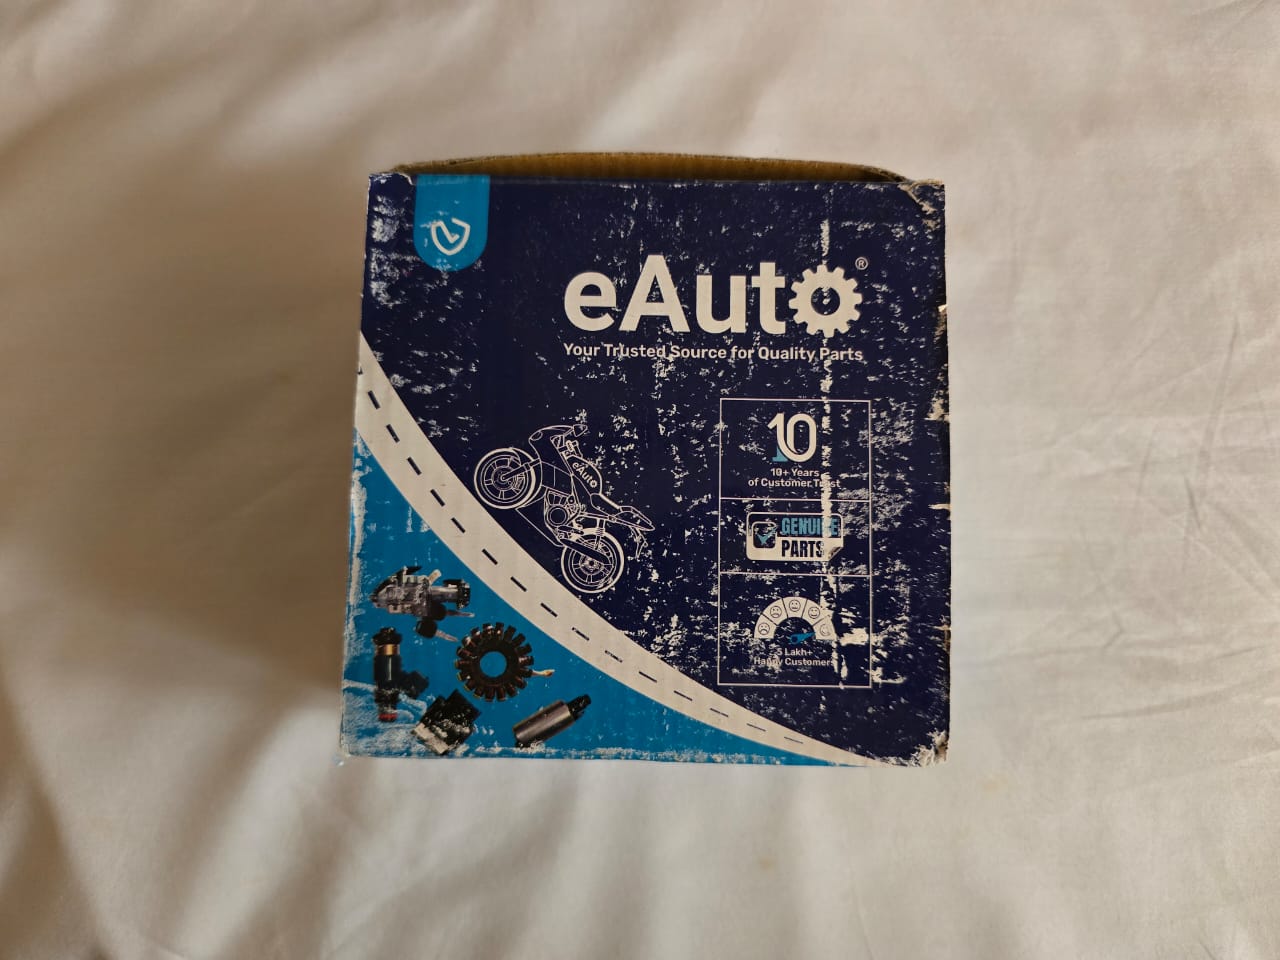 eAuto®
Your Trusted Source for Quality Parts
eAuto
10
10+ Years
of Customer Trust
GENUINE
PARTS
5 Lakh+
Happy Customers